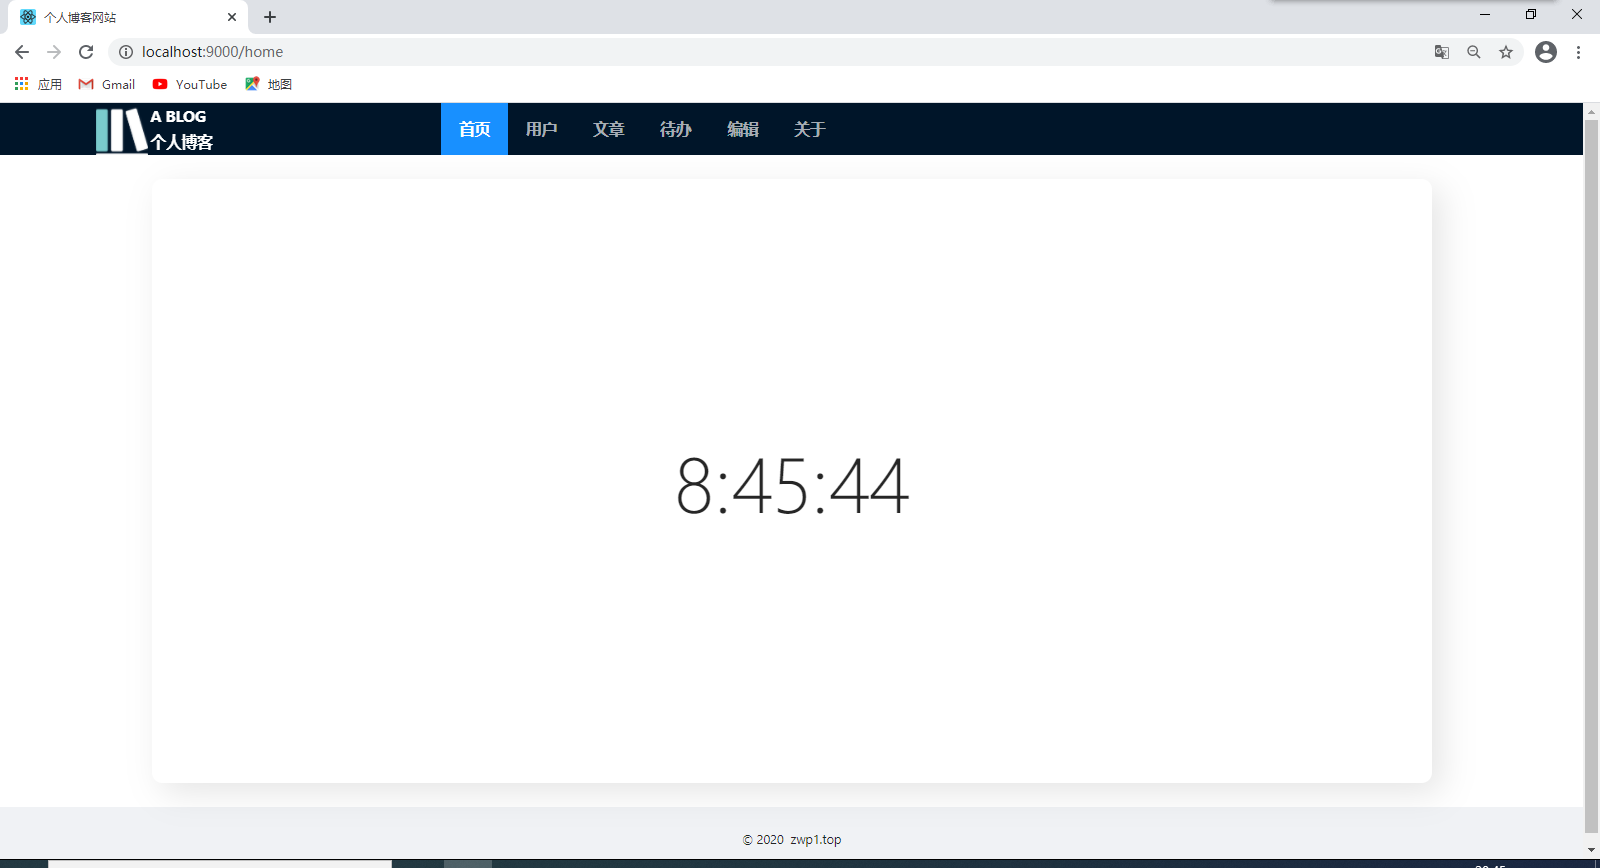 个人博客网站
localhost:9000/home
应用 Gmail YouTube 地图
A BLOG
个人博客
首页 用户 文章 待办 编辑 关于
8:45:44
© 2020 zwp1.top